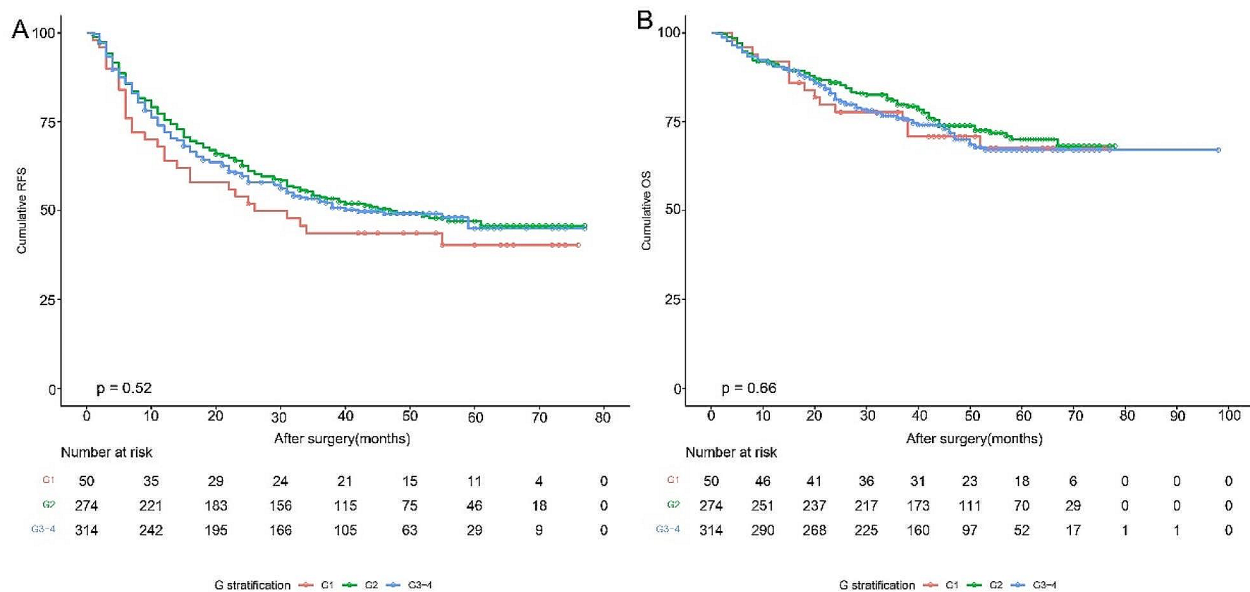 A
Cumulative RFS
100
75
50
25
0
p = 0.52
0 10 20 30 40 50 60 70 80
After surgery(months)
Number at risk
G1 50 35 29 24 21 15 11 4 0
G2 274 221 183 156 115 75 46 18 0
G3-4 314 242 195 166 105 63 29 9 0
G stratification G1 G2 G3-4
B
Cumulative OS
100
75
50
25
0
p = 0.66
0 10 20 30 40 50 60 70 80 90 100
After surgery(months)
Number at risk
G1 50 46 41 36 31 23 18 6 0 0 0
G2 274 251 237 217 173 111 70 29 0 0 0
G3-4 314 290 268 225 160 97 52 17 1 1 0
G stratification G1 G2 G3-4